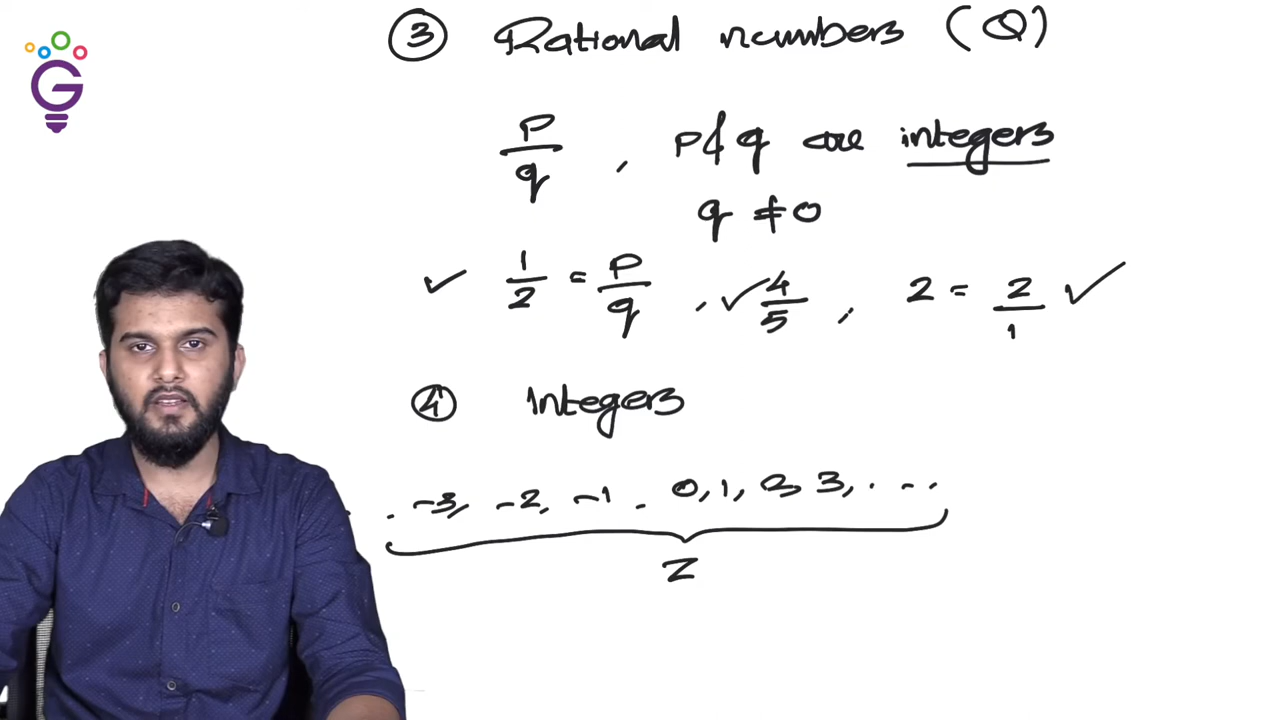 ③ Rational numbers (Q)
P/q , P & q are integers
q ≠ 0
✓ 1/2 = P/q , ✓ 4/5 , 2 = 2/1 ✓
④ Integers
. -3, -2, -1 . 0, 1, 2, 3, . - - .
Z
G